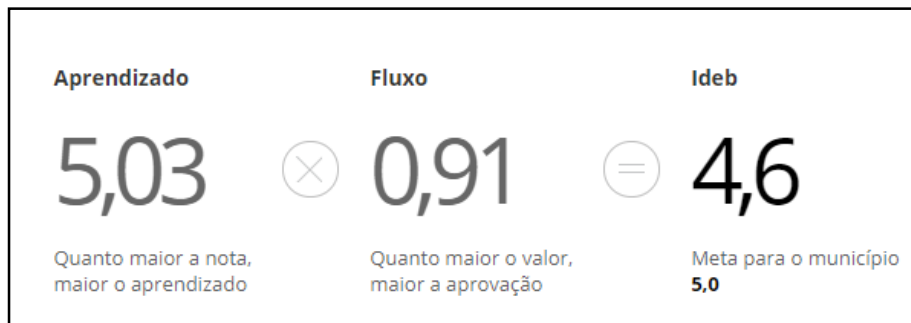 Aprendizado Fluxo Ideb
5,03 × 0,91 = 4,6
Quanto maior a nota, Quanto maior o valor, Meta para o município
maior o aprendizado maior a aprovação 5,0